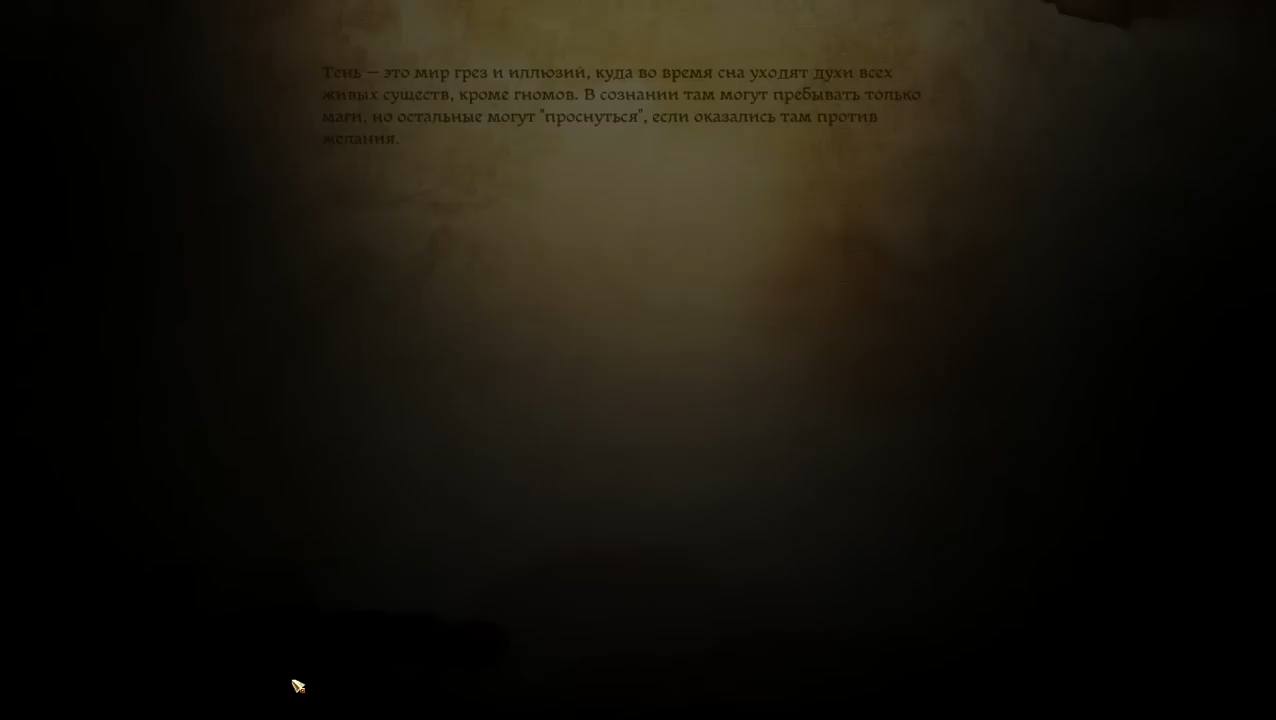 Тень — это мир грез и иллюзий, куда во время сна уходят духи всех
живых существ, кроме гномов. В сознании там могут пребывать только
маги, но остальные могут "проснуться", если оказались там против
желания.